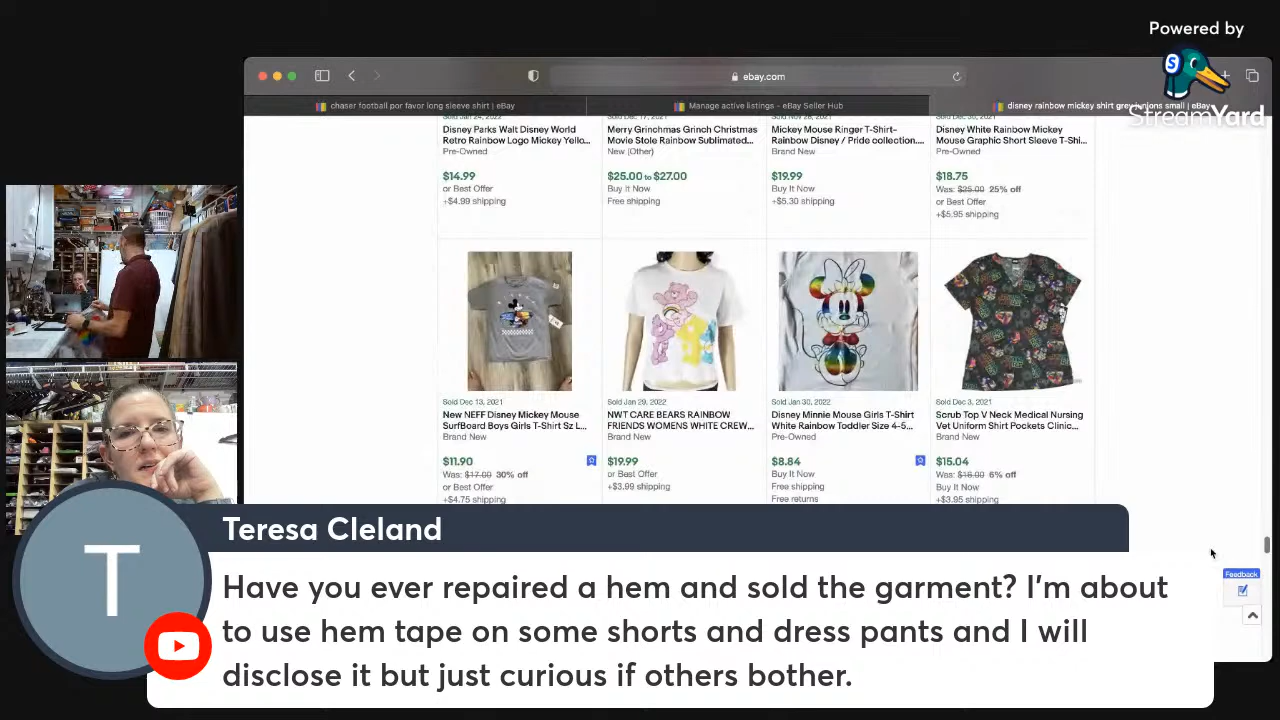 Powered by
StreamYard
ebay.com
chaser football por favor long sleeve shirt | eBay
Manage active listings - eBay Seller Hub
disney rainbow mickey shirt grey juniors small | eBay
Disney Parks Walt Disney World
Retro Rainbow Logo Mickey Yello...
Pre-Owned
$14.99
or Best Offer
+$4.99 shipping
Sold Dec 17, 2021
Merry Grinchmas Grinch Christmas
Movie Stole Rainbow Sublimated...
New (Other)
$25.00 to $27.00
Buy It Now
Free shipping
Mickey Mouse Ringer T-Shirt-
Rainbow Disney / Pride collection....
Brand New
$19.99
Buy It Now
+$5.30 shipping
Disney White Rainbow Mickey
Mouse Graphic Short Sleeve T-Shi...
Pre-Owned
$18.75
Was: $25.00 25% off
or Best Offer
+$5.95 shipping
Sold Dec 13, 2021
New NEFF Disney Mickey Mouse
SurfBoard Boys Girls T-Shirt Sz L...
Brand New
$11.90
Was: $17.00 30% off
or Best Offer
+$4.75 shipping
Sold Jan 29, 2022
NWT CARE BEARS RAINBOW
FRIENDS WOMENS WHITE CREW...
Brand New
$19.99
or Best Offer
+$3.99 shipping
Sold Jan 30, 2022
Disney Minnie Mouse Girls T-Shirt
White Rainbow Toddler Size 4-5...
Pre-Owned
$8.84
Buy It Now
Free shipping
Free returns
Sold Dec 3, 2021
Scrub Top V Neck Medical Nursing
Vet Uniform Shirt Pockets Clinic...
Brand New
$15.04
Was: $16.00 6% off
Buy It Now
+$3.95 shipping
Feedback
T
Teresa Cleland
Have you ever repaired a hem and sold the garment? I'm about
to use hem tape on some shorts and dress pants and I will
disclose it but just curious if others bother.